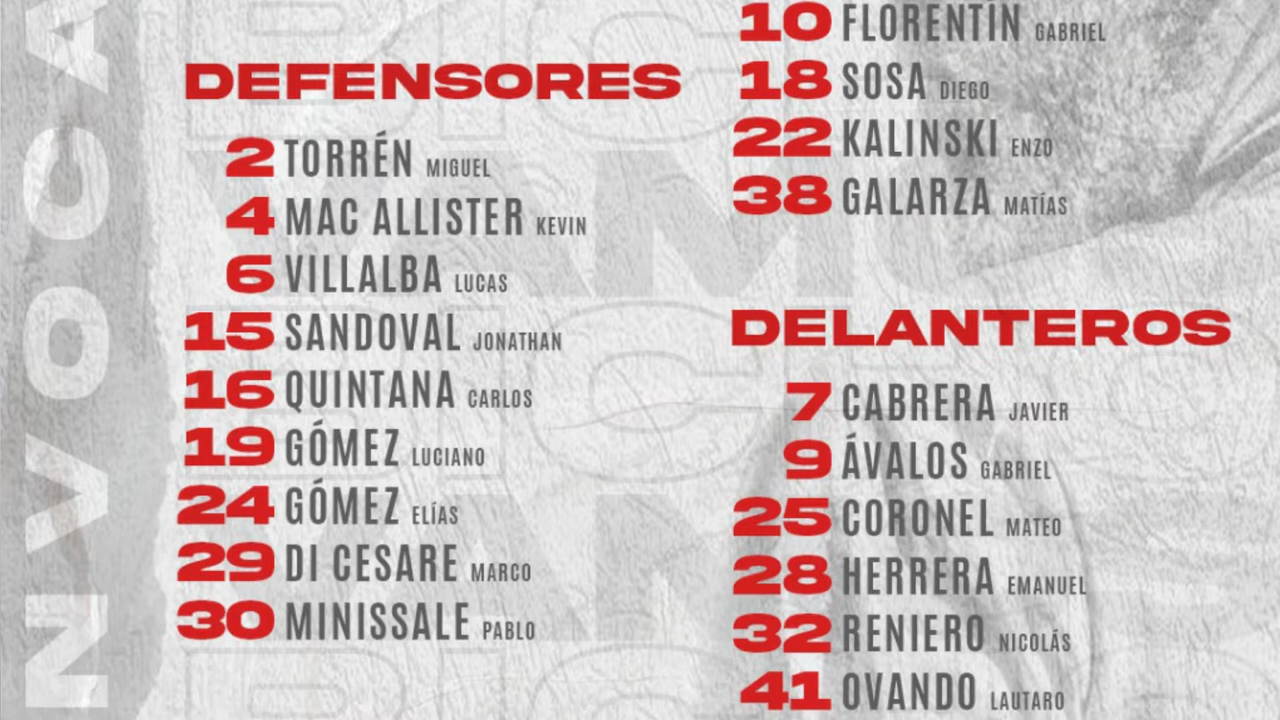 DEFENSORES
2 TORRÉN MIGUEL
4 MAC ALLISTER KEVIN
6 VILLALBA LUCAS
15 SANDOVAL JONATHAN
16 QUINTANA CARLOS
19 GÓMEZ LUCIANO
24 GÓMEZ ELÍAS
29 DI CESARE MARCO
30 MINISSALE PABLO
10 FLORENTÍN GABRIEL
18 SOSA DIEGO
22 KALINSKI ENZO
38 GALARZA MATÍAS
DELANTEROS
7 CABRERA JAVIER
9 ÁVALOS GABRIEL
25 CORONEL MATEO
28 HERRERA EMANUEL
32 RENIERO NICOLÁS
41 OVANDO LAUTARO
NVOCA